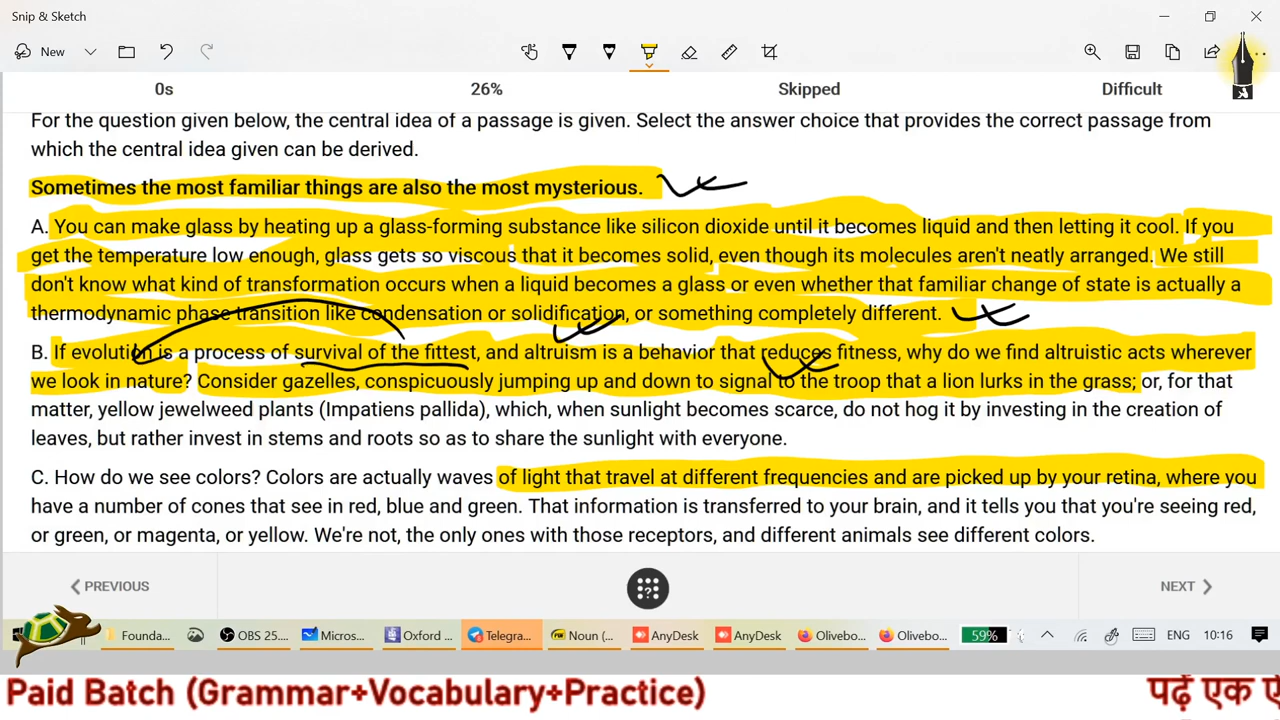 Snip & Sketch
New
0s 26% Skipped Difficult
For the question given below, the central idea of a passage is given. Select the answer choice that provides the correct passage from
which the central idea given can be derived.
Sometimes the most familiar things are also the most mysterious.
A. You can make glass by heating up a glass-forming substance like silicon dioxide until it becomes liquid and then letting it cool. If you
get the temperature low enough, glass gets so viscous that it becomes solid, even though its molecules aren't neatly arranged. We still
don't know what kind of transformation occurs when a liquid becomes a glass or even whether that familiar change of state is actually a
thermodynamic phase transition like condensation or solidification, or something completely different.
B. If evolution is a process of survival of the fittest, and altruism is a behavior that reduces fitness, why do we find altruistic acts wherever
we look in nature? Consider gazelles, conspicuously jumping up and down to signal to the troop that a lion lurks in the grass; or, for that
matter, yellow jewelweed plants (Impatiens pallida), which, when sunlight becomes scarce, do not hog it by investing in the creation of
leaves, but rather invest in stems and roots so as to share the sunlight with everyone.
C. How do we see colors? Colors are actually waves of light that travel at different frequencies and are picked up by your retina, where you
have a number of cones that see in red, blue and green. That information is transferred to your brain, and it tells you that you're seeing red,
or green, or magenta, or yellow. We're not, the only ones with those receptors, and different animals see different colors.
PREVIOUS NEXT
Founda... OBS 25.... Micros... Oxford ... Telegra... Noun (... AnyDesk AnyDesk Olivebo... Olivebo... 59% ENG 10:16
Paid Batch (Grammar+Vocabulary+Practice) पढ़ें एक